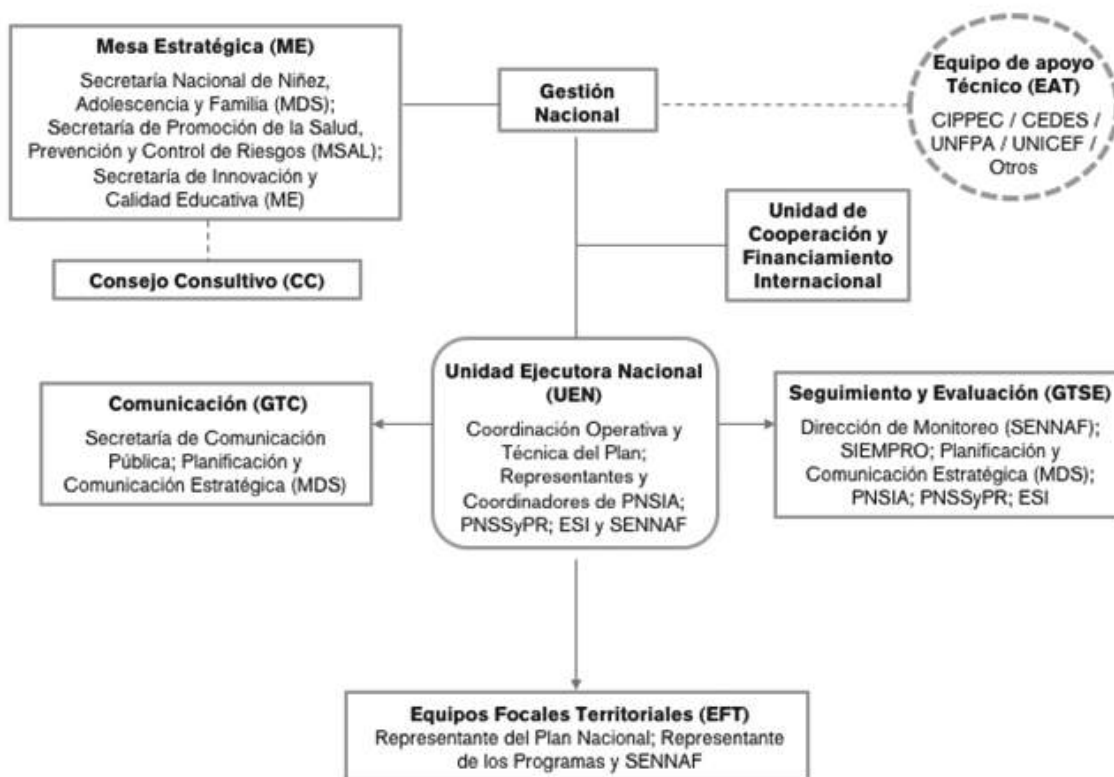 Mesa Estratégica (ME)
Secretaría Nacional de Niñez,
Adolescencia y Familia (MDS);
Secretaría de Promoción de la Salud,
Prevención y Control de Riesgos (MSAL);
Secretaría de Innovación y
Calidad Educativa (ME)
Gestión
Nacional
Equipo de apoyo
Técnico (EAT)
CIPPEC / CEDES /
UNFPA / UNICEF /
Otros
Consejo Consultivo (CC)
Unidad de
Cooperación y
Financiamiento
Internacional
Comunicación (GTC)
Secretaría de Comunicación
Pública; Planificación y
Comunicación Estratégica (MDS)
Unidad Ejecutora Nacional
(UEN)
Coordinación Operativa y
Técnica del Plan;
Representantes y
Coordinadores de PNSIA;
PNSSyPR; ESI y SENNAF
Seguimiento y Evaluación (GTSE)
Dirección de Monitoreo (SENNAF);
SIEMPRO; Planificación y
Comunicación Estratégica (MDS);
PNSIA; PNSSyPR; ESI
Equipos Focales Territoriales (EFT)
Representante del Plan Nacional; Representante
de los Programas y SENNAF